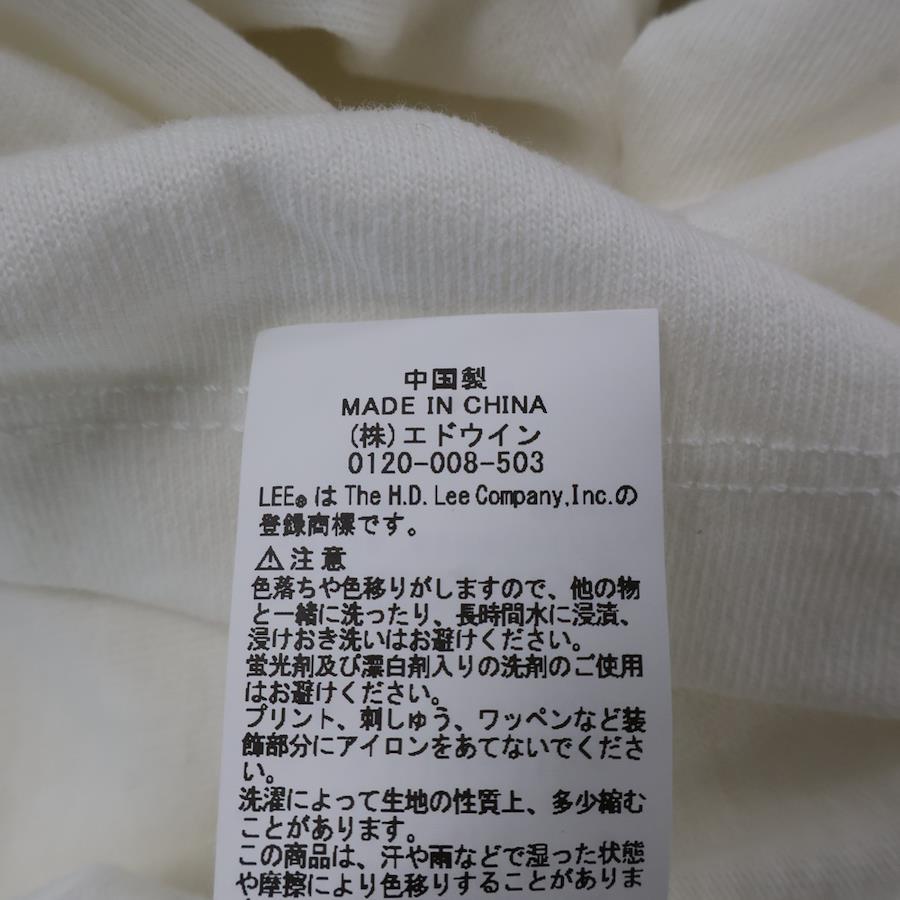 中国製
MADE IN CHINA
(株)エドウイン
0120-008-503
LEE®はThe H.D. Lee Company,Inc.の
登録商標です。
⚠注意
色落ちや色移りがしますので、他の物
と一緒に洗ったり、長時間水に浸漬、
浸けおき洗いはお避けください。
蛍光剤及び漂白剤入りの洗剤のご使用
はお避けください。
プリント、刺しゅう、ワッペンなど装
飾部分にアイロンをあてないでくださ
い。
洗濯によって生地の性質上、多少縮む
ことがあります。
この商品は、汗や雨などで湿った状態
や摩擦により色移りすることがありま